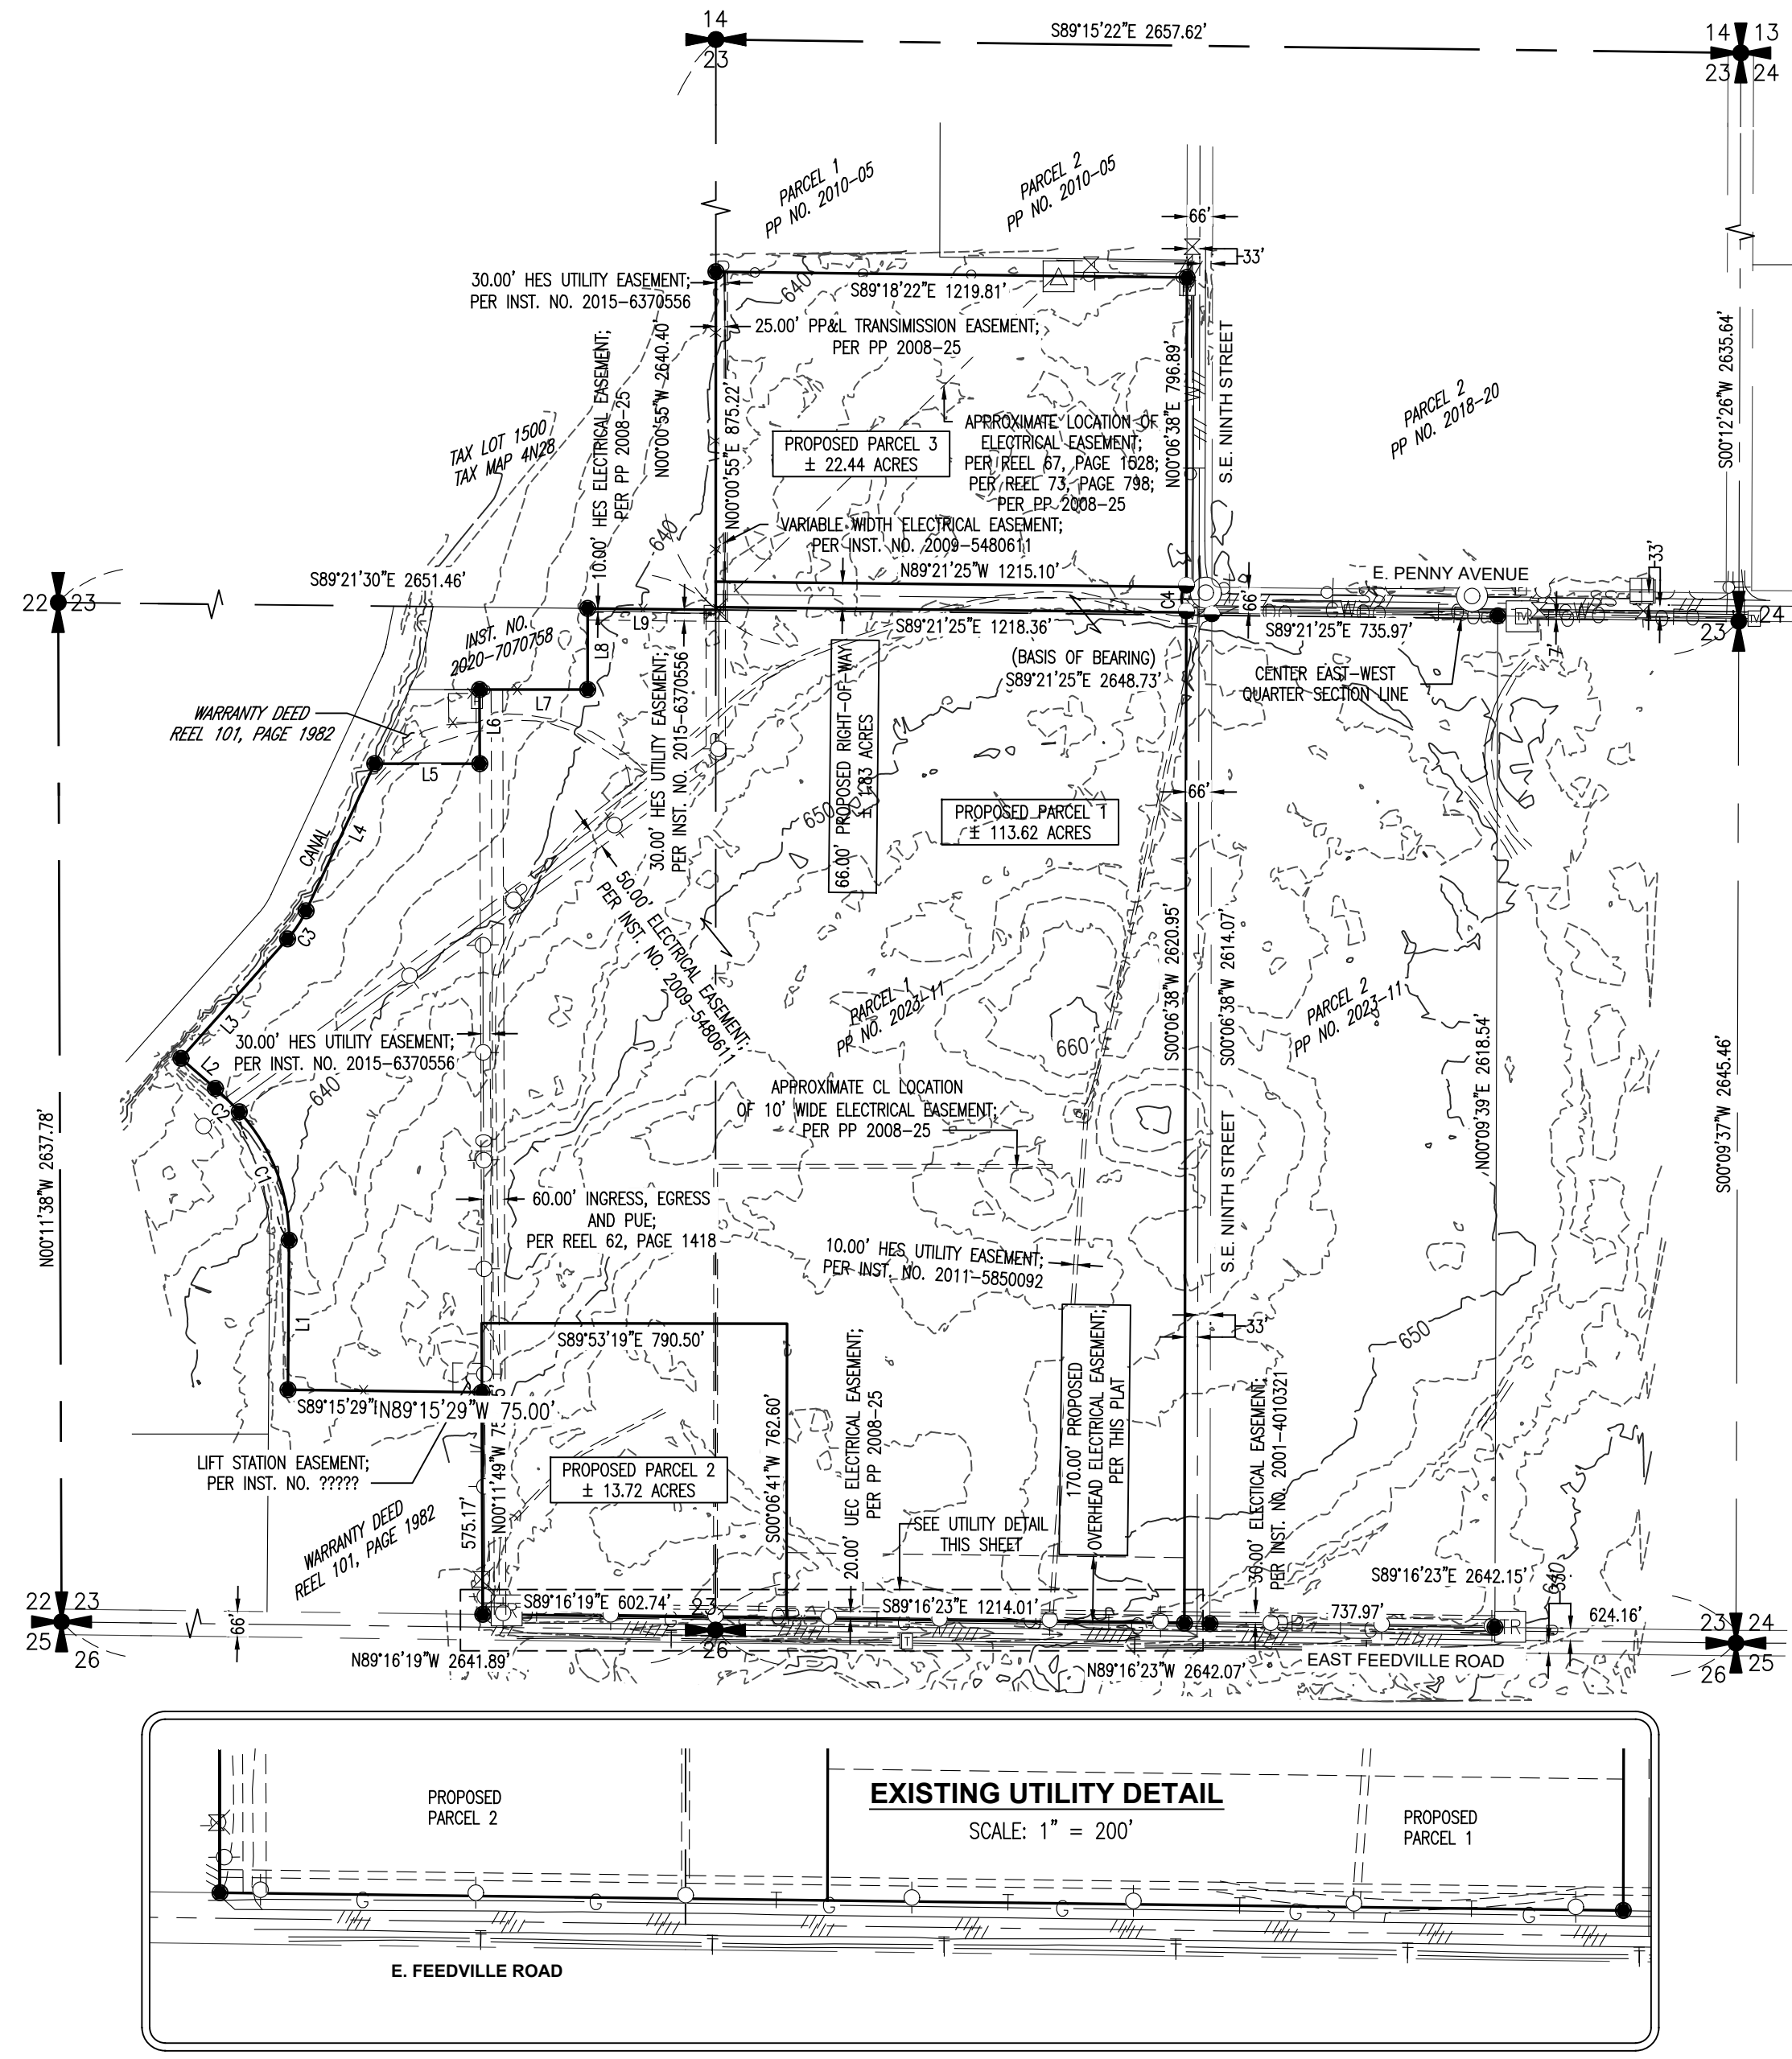 14
23
S89°15'22"E 2657.62'
14
13
23
24
PARCEL 1
PP NO. 2010-05
PARCEL 2
PP NO. 2010-05
66'
33'
30.00' HES UTILITY EASEMENT;
PER INST. NO. 2015-6370556
640
S89°18'22"E 1219.81'
25.00' PP&L TRANSIMISSION EASEMENT;
PER PP 2008-25
10.00' HES ELECTRICAL EASEMENT;
PER PP 2008-25
N00°00'55"W 2640.40'
N00°00'55"E 875.22'
N00°06'38"E 796.89'
S.E. NINTH STREET
S00°12'26"W 2635.64'
PARCEL 2
PP NO. 2018-20
TAX LOT 1500
TAX MAP 4N28
PROPOSED PARCEL 3
± 22.44 ACRES
APPROXIMATE LOCATION OF
ELECTRICAL EASEMENT;
PER REEL 67, PAGE 1528;
PER REEL 73, PAGE 798;
PER PP 2008-25
640
VARIABLE WIDTH ELECTRICAL EASEMENT;
PER INST. NO. 2009-5480611
N89°21'25"W 1215.10'
33'
E. PENNY AVENUE
S89°21'30"E 2651.46'
22
23
C4
66'
L9
S89°21'25"E 1218.36'
S89°21'25"E 735.97'
24
23
7'
INST. NO.
2020-7070758
L8
(BASIS OF BEARING)
S89°21'25"E 2648.73'
CENTER EAST-WEST
QUARTER SECTION LINE
L7
L6
WARRANTY DEED
REEL 101, PAGE 1982
30.00' HES UTILITY EASEMENT;
PER INST. NO. 2015-6370556
66.00' PROPOSED RIGHT-OF-WAY
± 1.83 ACRES
L5
66'
650
PROPOSED PARCEL 1
± 113.62 ACRES
CANAL
L4
50.00' ELECTRICAL EASEMENT;
PER INST. NO. 2009-5480611
C3
S00°06'38"W 2620.95'
S00°06'38"W 2614.07'
PARCEL 1
PP NO. 2023-11
PARCEL 2
PP NO. 2023-11
L3
660
N00°09'39"E 2618.54'
S00°09'37"W 2645.46'
30.00' HES UTILITY EASEMENT;
PER INST. NO. 2015-6370556
L2
640
C2
APPROXIMATE CL LOCATION
OF 10' WIDE ELECTRICAL EASEMENT;
PER PP 2008-25
N00°11'38"W 2637.78'
C1
S.E. NINTH STREET
60.00' INGRESS, EGRESS
AND PUE;
PER REEL 62, PAGE 1418
10.00' HES UTILITY EASEMENT;
PER INST. NO. 2011-5850092
L1
S89°53'19"E 790.50'
33'
650
20.00' UEC ELECTRICAL EASEMENT;
PER PP 2008-25
170.00' PROPOSED
OVERHEAD ELECTRICAL EASEMENT;
PER THIS PLAT
30.00' ELECTICAL EASEMENT;
PER INST. NO. 2001-4010321
S89°15'29"
N89°15'29"W 75.00'
N00°11'49"W
S00°06'41"W 762.60'
LIFT STATION EASEMENT;
PER INST. NO. ?????
PROPOSED PARCEL 2
± 13.72 ACRES
575.17'
WARRANTY DEED
REEL 101, PAGE 1982
SEE UTILITY DETAIL
THIS SHEET
S89°16'23"E 2642.15'
S89°16'19"E 602.74'
23
S89°16'23"E 1214.01'
737.97'
624.16'
22
23
66'
23
24
25
26
26
26
25
N89°16'19"W 2641.89'
N89°16'23"W 2642.07'
EAST FEEDVILLE ROAD
EXISTING UTILITY DETAIL
SCALE: 1" = 200'
PROPOSED
PARCEL 2
PROPOSED
PARCEL 1
E. FEEDVILLE ROAD